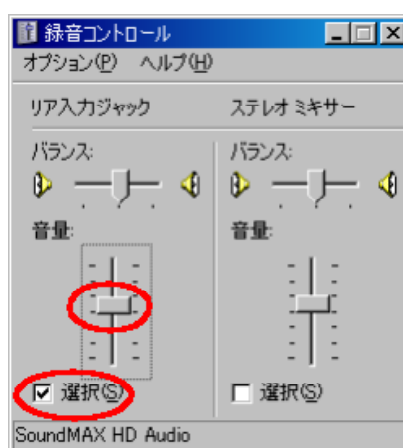 録音コントロール
オプション(P) ヘルプ(H)
リア入力ジャック ステレオ ミキサー
バランス: バランス:
音量: 音量:
選択(S) 選択(S)
SoundMAX HD Audio